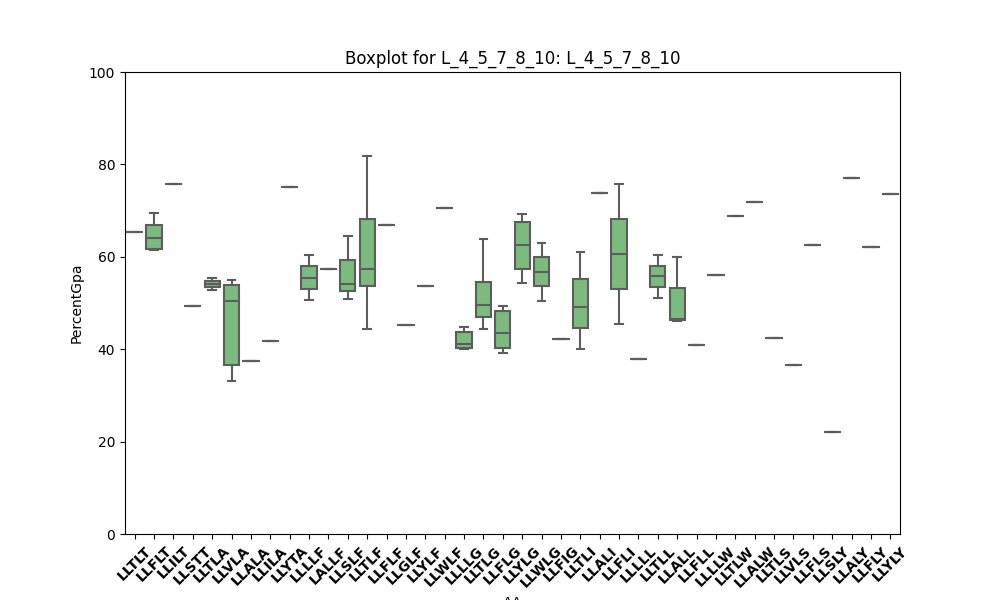 Boxplot for L_4_5_7_8_10: L_4_5_7_8_10
PercentGpa
100
80
60
40
20
0
LLTLT
LLFLT
LLILT
LLSTT
LLTLA
LLVLA
LLALA
LLILA
LLYTA
LLLLF
LALLF
LLSLF
LLTLF
LLFLF
LLGLF
LLYLF
LLWLF
LLLLG
LLTLG
LLFLG
LLYLG
LLWLG
LLFIG
LLTLI
LLALI
LLFLI
LLLLL
LLTLL
LLALL
LLFLL
LLLLW
LLTLW
LLALW
LLTLS
LLVLS
LLFLS
LLSLY
LLALY
LLFLY
LLYLY